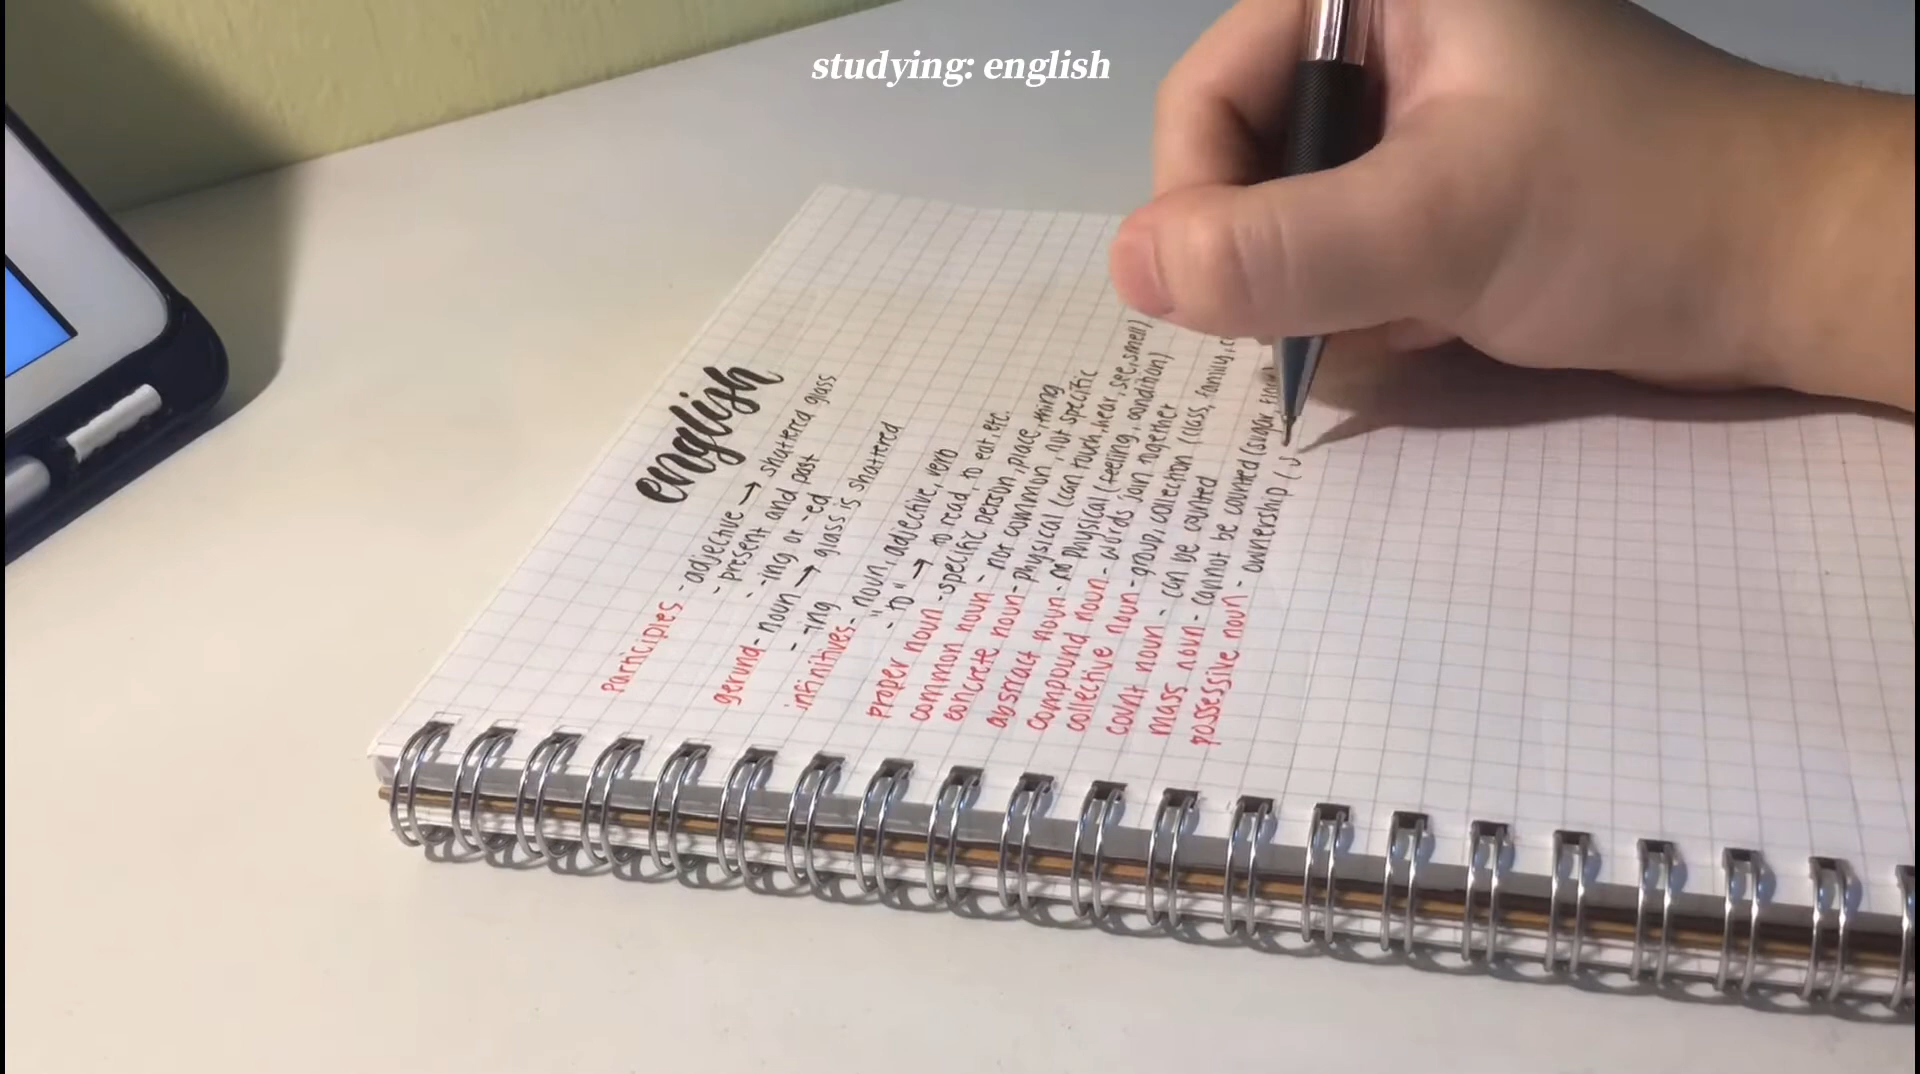 studying: english
english
participles - adjective → shattered glass
- present and past
- -ing or -ed
gerund - noun → glass is shattered
- -ing
infinitives - noun, adjective, verb
- "to" → to read, to eat, etc.
proper noun - specific person, place, thing
common noun - not common, not specific
concrete noun - physical (can touch, hear, see, smell)
abstract noun - no physical (feeling, condition)
compound noun - words join together
collective noun - group, collection (class, family,
count noun - can be counted
mass noun - cannot be counted (sugar,
possessive noun - ownership (